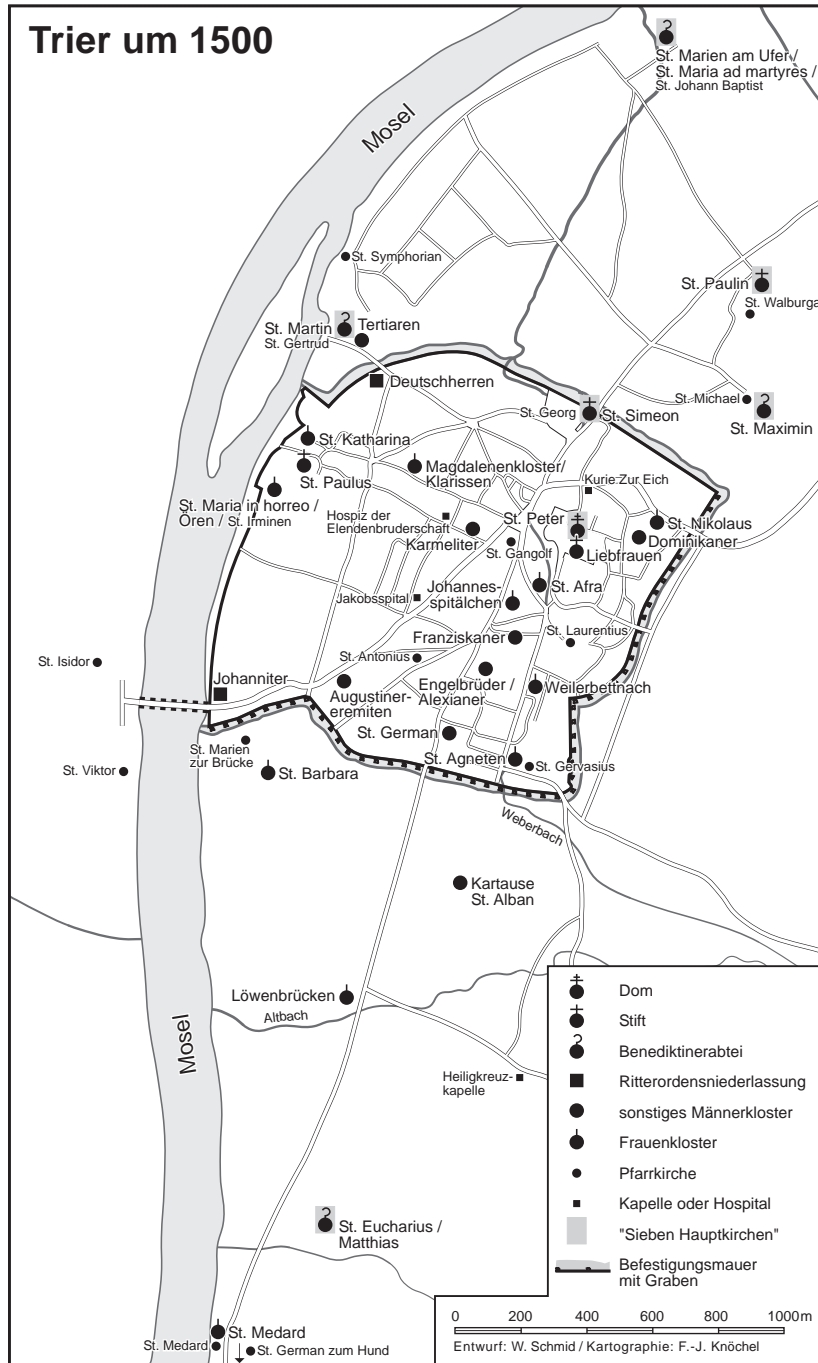 Trier um 1500
St. Marien am Ufer /
St. Maria ad martyres /
St. Johann Baptist
Mosel
St. Symphorian
St. Paulin
St. Walburga
St. Martin
St. Gertrud
Tertiaren
Deutschherren
St. Georg
St. Simeon
St. Michael
St. Maximin
St. Katharina
St. Paulus
Magdalenenkloster/
Klarissen
St. Maria in horreo /
Ören / St. Irminen
Kurie Zur Eich
Hospiz der
Elendenbruderschaft
Karmeliter
St. Peter
St. Gangolf
Liebfrauen
St. Nikolaus
Dominikaner
Johannes-
spitälchen
St. Afra
Jakobsspital
Franziskaner
St. Laurentius
St. Isidor
St. Antonius
Johanniter
Augustiner-
eremiten
Engelbrüder /
Alexianer
Weilerbettnach
St. German
St. Marien
zur Brücke
St. Viktor
St. Barbara
St. Agneten
St. Gervasius
Weberbach
Kartause
St. Alban
Löwenbrücken
Altbach
Mosel
Heiligkreuz-
kapelle
St. Eucharius /
Matthias
St. Medard
St. Medard
St. German zum Hund
Dom
Stift
Benediktinerabtei
Ritterordensniederlassung
sonstiges Männerkloster
Frauenkloster
Pfarrkirche
Kapelle oder Hospital
"Sieben Hauptkirchen"
Befestigungsmauer
mit Graben
0 200 400 600 800 1000m
Entwurf: W. Schmid / Kartographie: F.-J. Knöchel